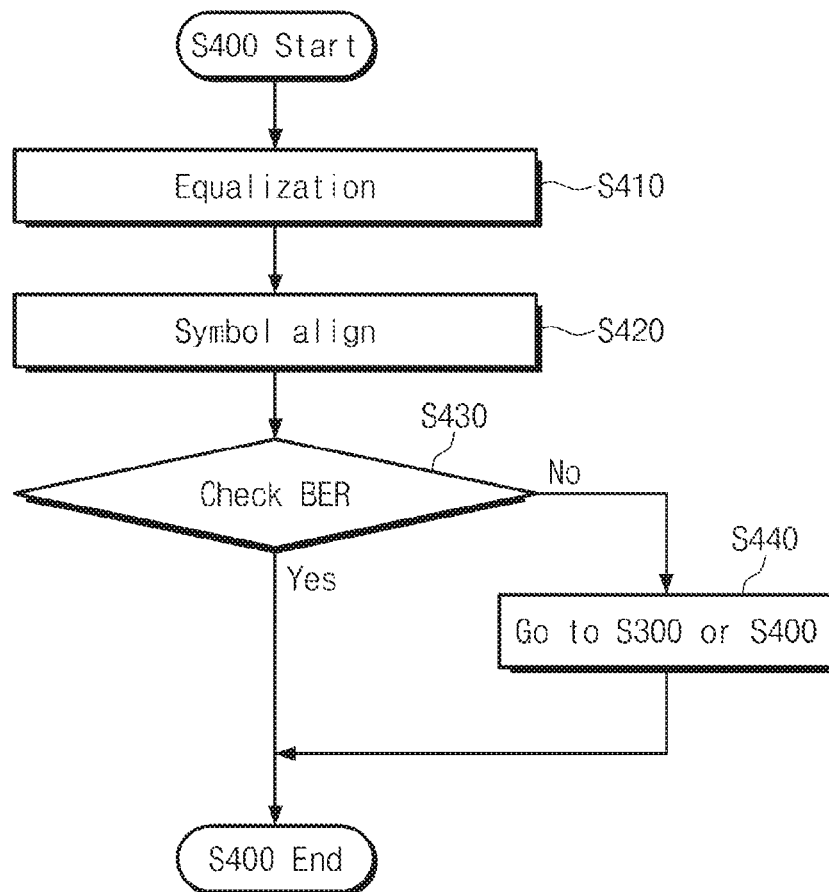 S400 Start
Equalization
S410
Symbol align
S420
S430
Check BER
No
Yes
S440
Go to S300 or S400
S400 End